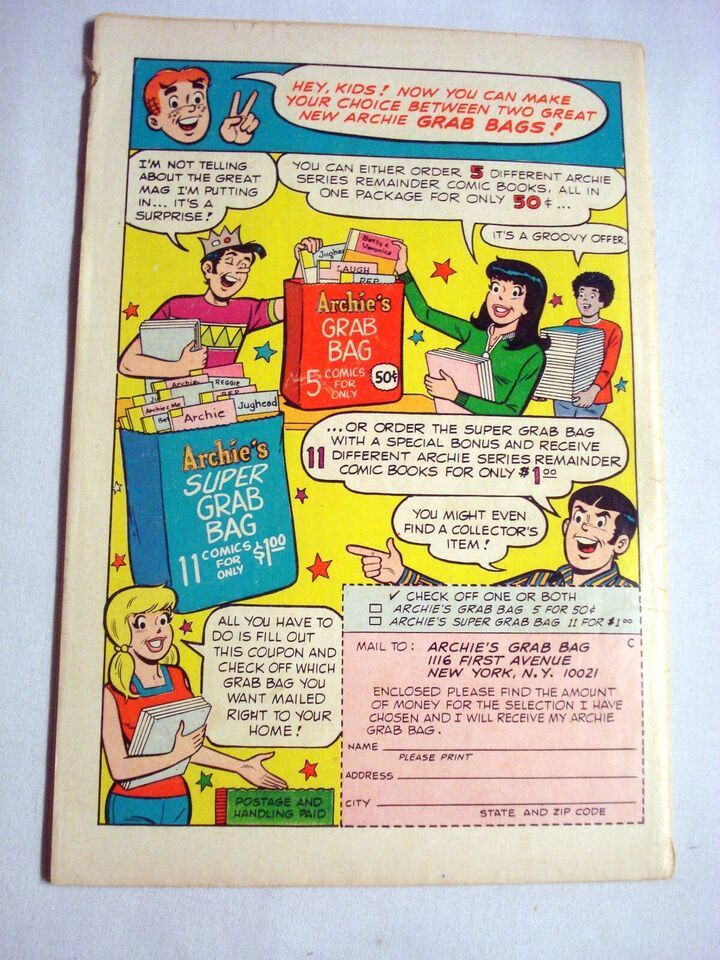 HEY, KIDS! NOW YOU CAN MAKE
YOUR CHOICE BETWEEN TWO GREAT
NEW ARCHIE GRAB BAGS!
I'M NOT TELLING
ABOUT THE GREAT
MAG I'M PUTTING
IN... IT'S A
SURPRISE!
YOU CAN EITHER ORDER 5 DIFFERENT ARCHIE
SERIES REMAINDER COMIC BOOKS, ALL IN
ONE PACKAGE FOR ONLY 50¢...
IT'S A GROOVY OFFER.
Betty &
Veronica
Jughea
LAUGH
PEP
Archie's
GRAB
BAG
5 COMICS
FOR
ONLY
50¢
Archie
REGGIE
PEP
Archie & Me
Bet
Archie
Jughead
Archie's
SUPER
GRAB
BAG
11 COMICS
FOR
ONLY
$1.00
...OR ORDER THE SUPER GRAB BAG
WITH A SPECIAL BONUS AND RECEIVE
11 DIFFERENT ARCHIE SERIES REMAINDER
COMIC BOOKS FOR ONLY $1.00
YOU MIGHT EVEN
FIND A COLLECTOR'S
ITEM!
ALL YOU HAVE TO
DO IS FILL OUT
THIS COUPON AND
CHECK OFF WHICH
GRAB BAG YOU
WANT MAILED
RIGHT TO YOUR
HOME!
POSTAGE AND
HANDLING PAID
✓ CHECK OFF ONE OR BOTH
☐ ARCHIE'S GRAB BAG 5 FOR 50¢
☐ ARCHIE'S SUPER GRAB BAG 11 FOR $1.00
C
MAIL TO: ARCHIE'S GRAB BAG
1116 FIRST AVENUE
NEW YORK, N.Y. 10021
ENCLOSED PLEASE FIND THE AMOUNT
OF MONEY FOR THE SELECTION I HAVE
CHOSEN AND I WILL RECEIVE MY ARCHIE
GRAB BAG.
NAME
PLEASE PRINT
ADDRESS
CITY
STATE AND ZIP CODE